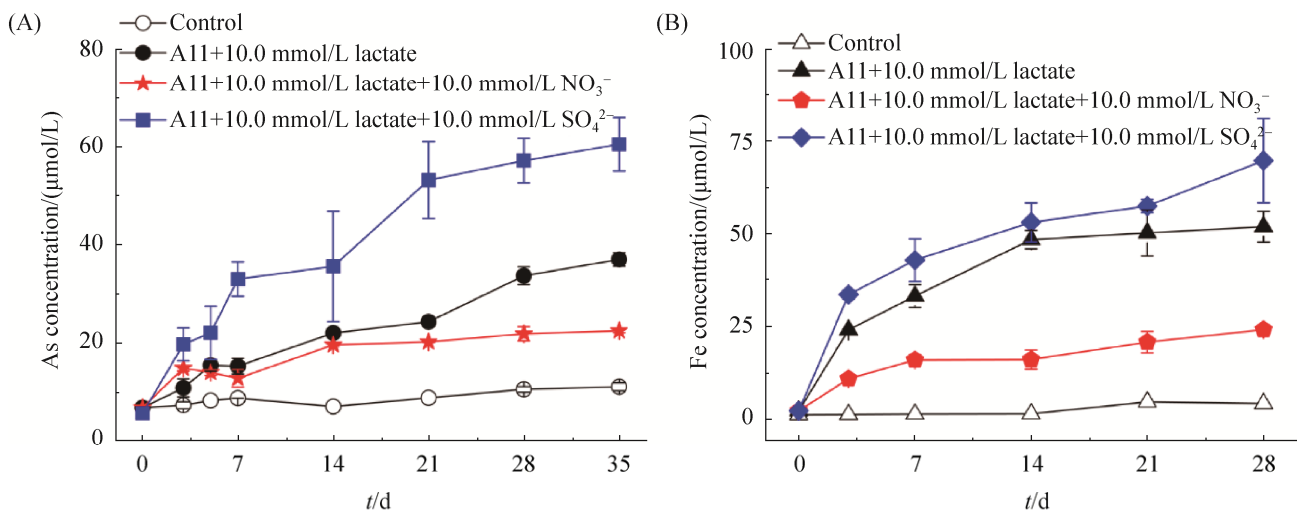 (A)
Control
A11+10.0 mmol/L lactate
A11+10.0 mmol/L lactate+10.0 mmol/L NO₃⁻
A11+10.0 mmol/L lactate+10.0 mmol/L SO₄²⁻
As concentration/(μmol/L)
80
60
40
20
0
0 7 14 21 28 35
t/d
(B)
Control
A11+10.0 mmol/L lactate
A11+10.0 mmol/L lactate+10.0 mmol/L NO₃⁻
A11+10.0 mmol/L lactate+10.0 mmol/L SO₄²⁻
Fe concentration/(μmol/L)
100
75
50
25
0
0 7 14 21 28
t/d